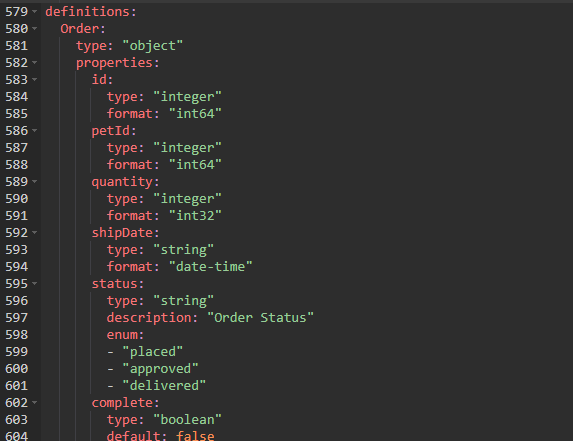 579 definitions:
580 Order:
581 type: "object"
582 properties:
583 id:
584 type: "integer"
585 format: "int64"
586 petId:
587 type: "integer"
588 format: "int64"
589 quantity:
590 type: "integer"
591 format: "int32"
592 shipDate:
593 type: "string"
594 format: "date-time"
595 status:
596 type: "string"
597 description: "Order Status"
598 enum:
599 - "placed"
600 - "approved"
601 - "delivered"
602 complete:
603 type: "boolean"
604 default: false